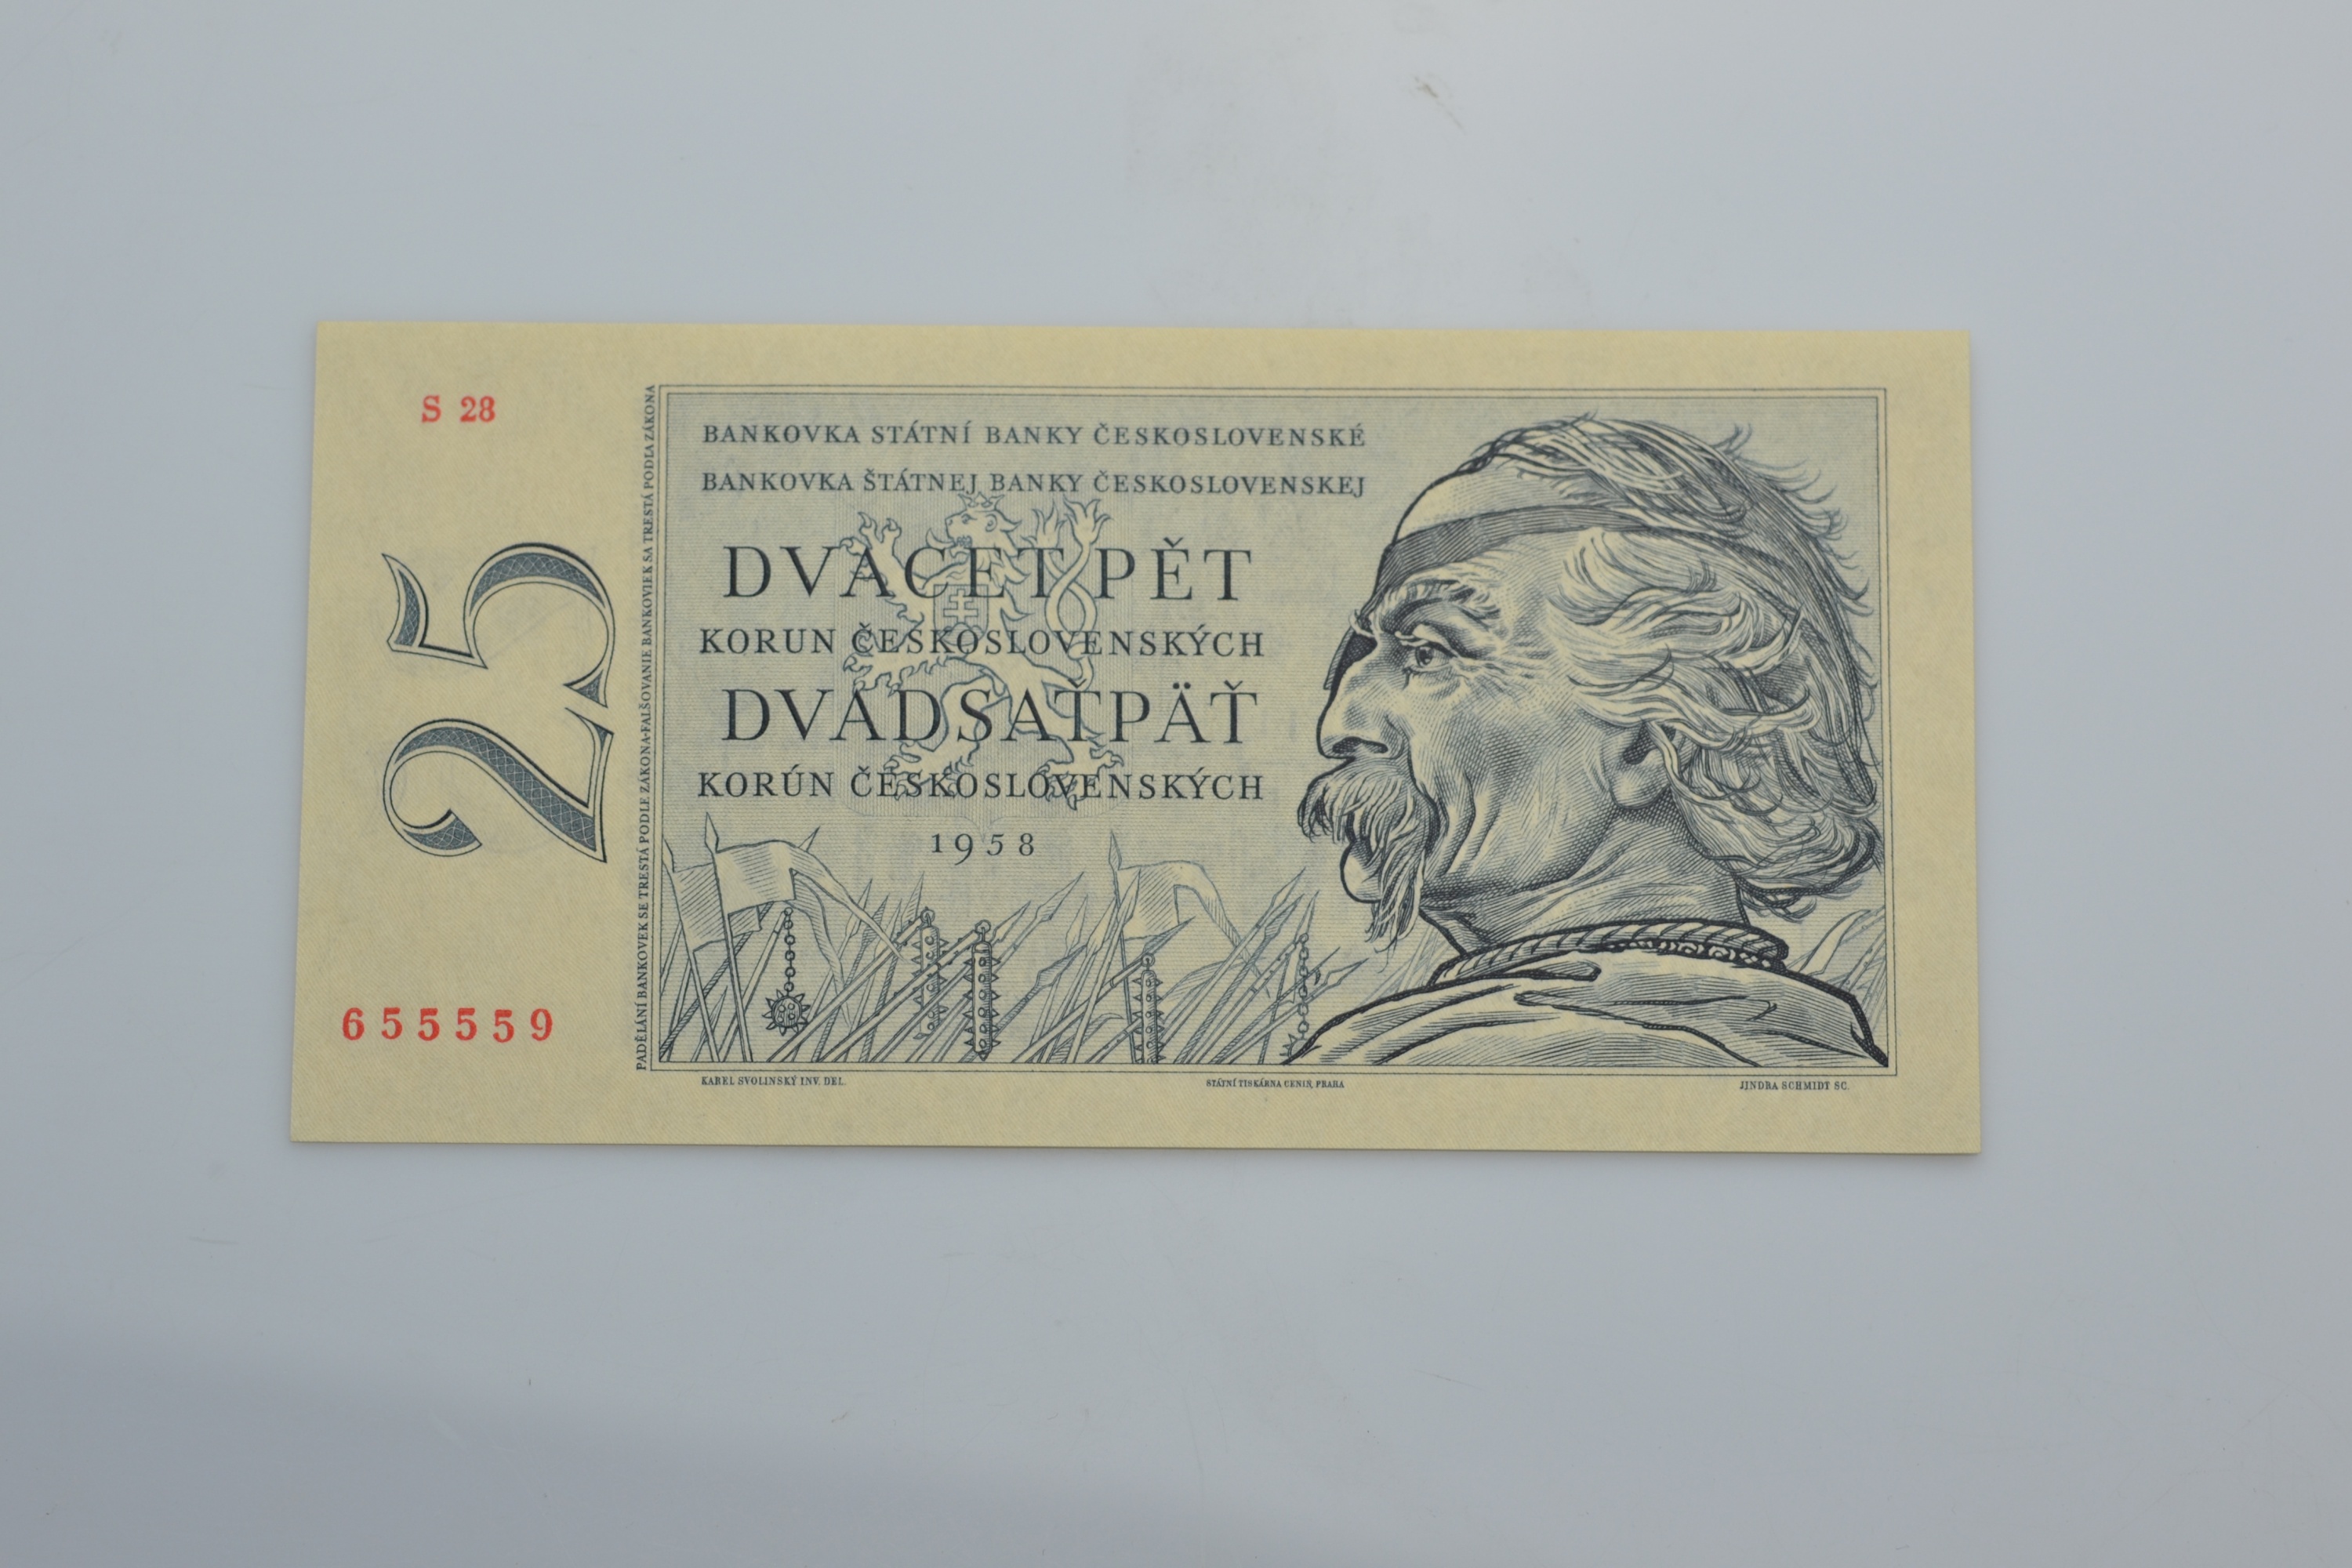 S 28
25
655559
PADĚLÁNÍ BANKOVEK SE TRESTÁ PODLE ZÁKONA-FALŠOVANIE BANKOVIEK SA TRESTÁ PODĽA ZÁKONA
BANKOVKA STÁTNÍ BANKY ČESKOSLOVENSKÉ
BANKOVKA ŠTÁTNEJ BANKY ČESKOSLOVENSKEJ
DVACET PĚT
KORUN ČESKOSLOVENSKÝCH
DVADSAŤPÄŤ
KORÚN ČESKOSLOVENSKÝCH
1958
KAREL SVOLINSKÝ INV. DEL.
STÁTNÍ TISKÁRNA CENIN, PRAHA
JINDRA SCHMIDT SC.